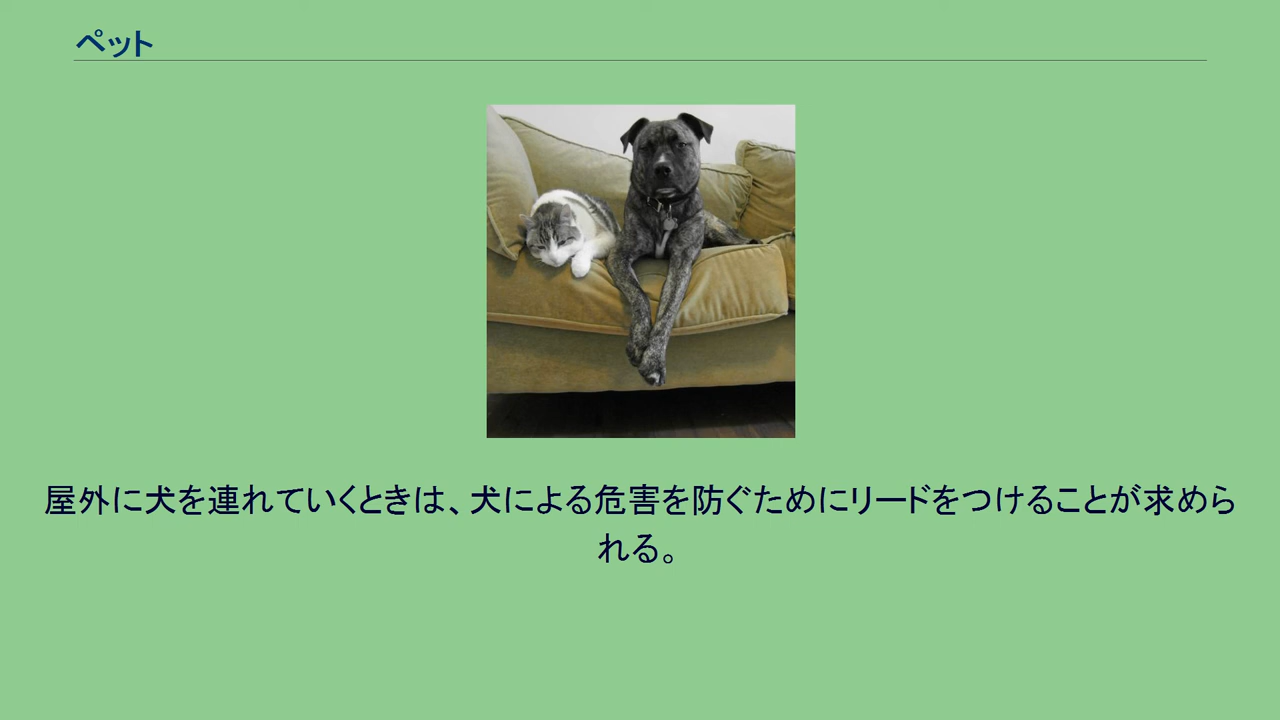 ペット
屋外に犬を連れていくときは、犬による危害を防ぐためにリードをつけることが求めら
れる。